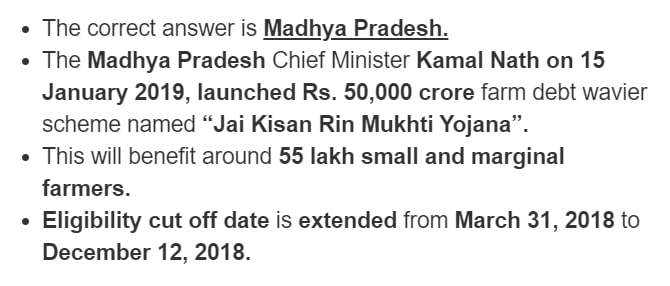 • The correct answer is Madhya Pradesh.
• The Madhya Pradesh Chief Minister Kamal Nath on 15
January 2019, launched Rs. 50,000 crore farm debt wavier
scheme named “Jai Kisan Rin Mukhti Yojana”.
• This will benefit around 55 lakh small and marginal
farmers.
• Eligibility cut off date is extended from March 31, 2018 to
December 12, 2018.